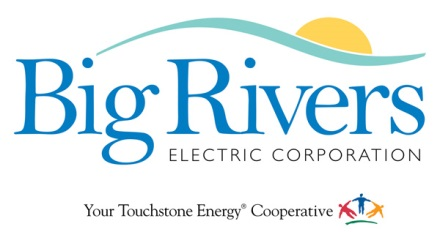 Big Rivers
ELECTRIC CORPORATION
Your Touchstone Energy® Cooperative